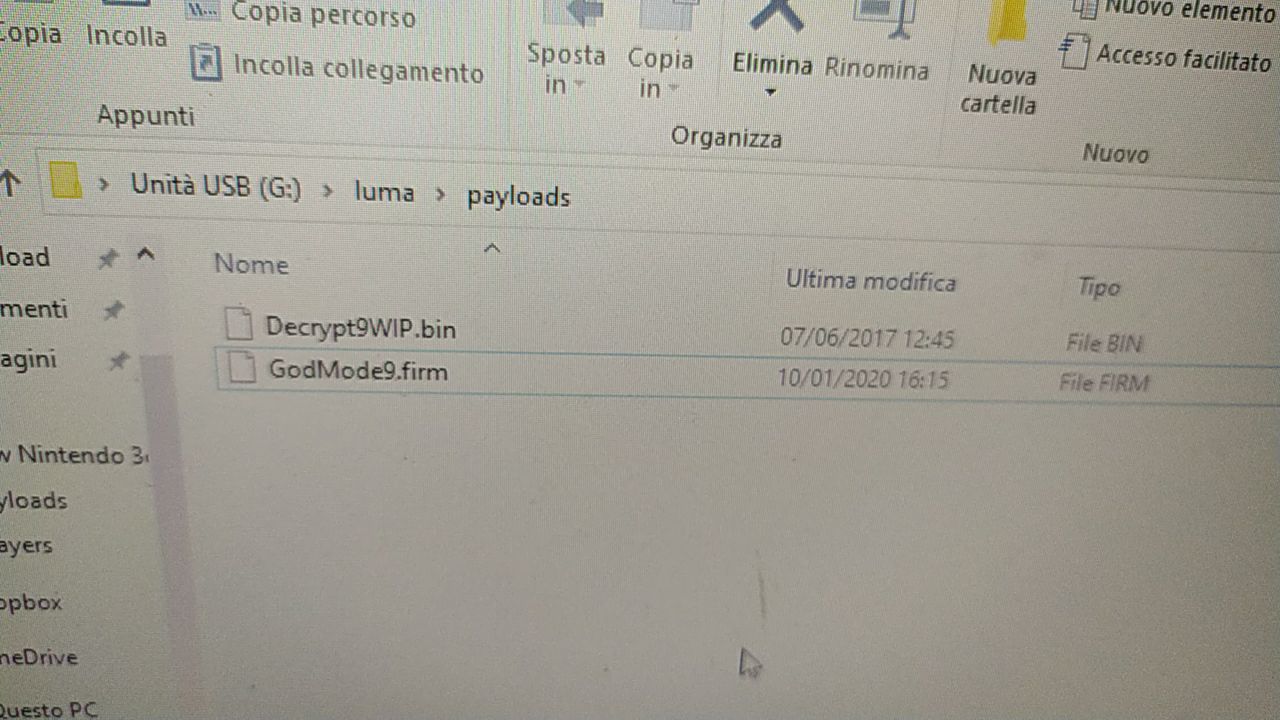 Copia percorso
Nuovo elemento
Copia Incolla
Incolla collegamento
Sposta in
Copia in
Elimina
Rinomina
Nuova cartella
Accesso facilitato
Appunti
Organizza
Nuovo
> Unità USB (G:) > luma > payloads
Nome
Ultima modifica
Tipo
Decrypt9WIP.bin 07/06/2017 12:45 File BIN
GodMode9.firm 10/01/2020 16:15 File FIRM
load
menti
agini
w Nintendo 3
yloads
ayers
opbox
neDrive
Questo PC